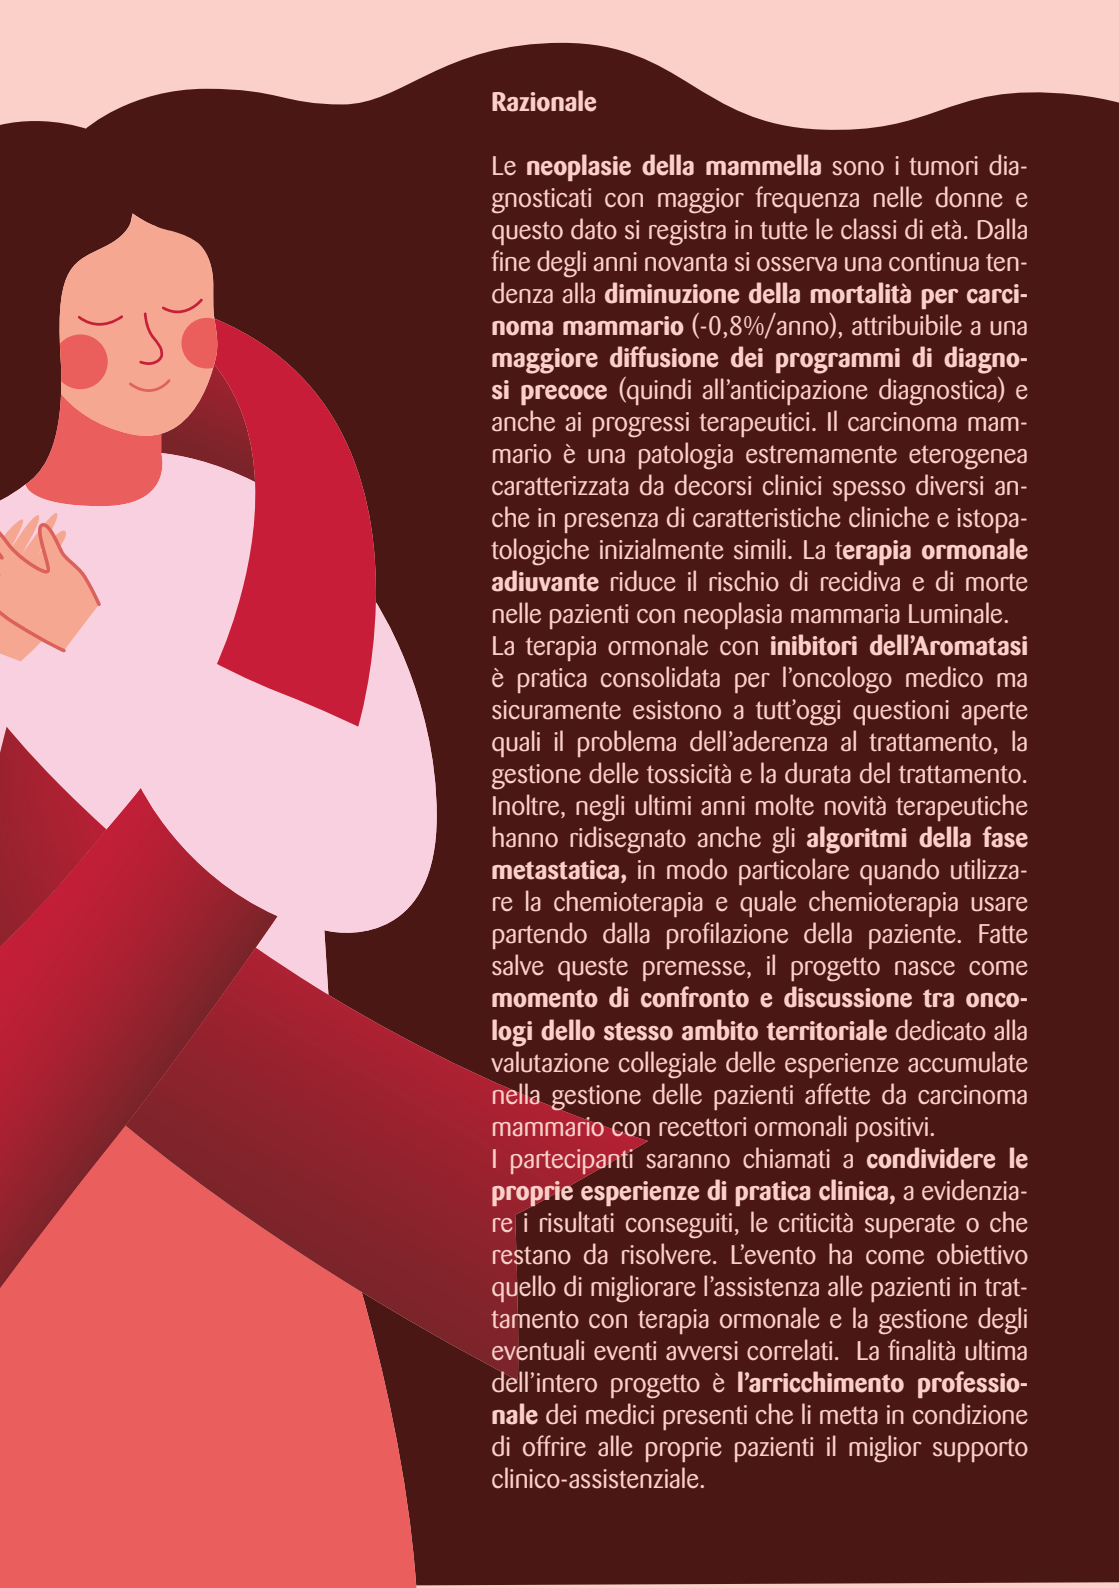 Razionale
Le neoplasie della mammella sono i tumori dia-
gnosticati con maggior frequenza nelle donne e
questo dato si registra in tutte le classi di età. Dalla
fine degli anni novanta si osserva una continua ten-
denza alla diminuzione della mortalità per carci-
noma mammario (-0,8%/anno), attribuibile a una
maggiore diffusione dei programmi di diagno-
si precoce (quindi all’anticipazione diagnostica) e
anche ai progressi terapeutici. Il carcinoma mam-
mario è una patologia estremamente eterogenea
caratterizzata da decorsi clinici spesso diversi an-
che in presenza di caratteristiche cliniche e istopa-
tologiche inizialmente simili. La terapia ormonale
adiuvante riduce il rischio di recidiva e di morte
nelle pazienti con neoplasia mammaria Luminale.
La terapia ormonale con inibitori dell’Aromatasi
è pratica consolidata per l’oncologo medico ma
sicuramente esistono a tutt’oggi questioni aperte
quali il problema dell’aderenza al trattamento, la
gestione delle tossicità e la durata del trattamento.
Inoltre, negli ultimi anni molte novità terapeutiche
hanno ridisegnato anche gli algoritmi della fase
metastatica, in modo particolare quando utilizza-
re la chemioterapia e quale chemioterapia usare
partendo dalla profilazione della paziente. Fatte
salve queste premesse, il progetto nasce come
momento di confronto e discussione tra onco-
logi dello stesso ambito territoriale dedicato alla
valutazione collegiale delle esperienze accumulate
nella gestione delle pazienti affette da carcinoma
mammario con recettori ormonali positivi.
I partecipanti saranno chiamati a condividere le
proprie esperienze di pratica clinica, a evidenzia-
re i risultati conseguiti, le criticità superate o che
restano da risolvere. L’evento ha come obiettivo
quello di migliorare l’assistenza alle pazienti in trat-
tamento con terapia ormonale e la gestione degli
eventuali eventi avversi correlati.  La finalità ultima
dell’intero progetto è l’arricchimento professio-
nale dei medici presenti che li metta in condizione
di offrire alle proprie pazienti il miglior supporto
clinico-assistenziale.